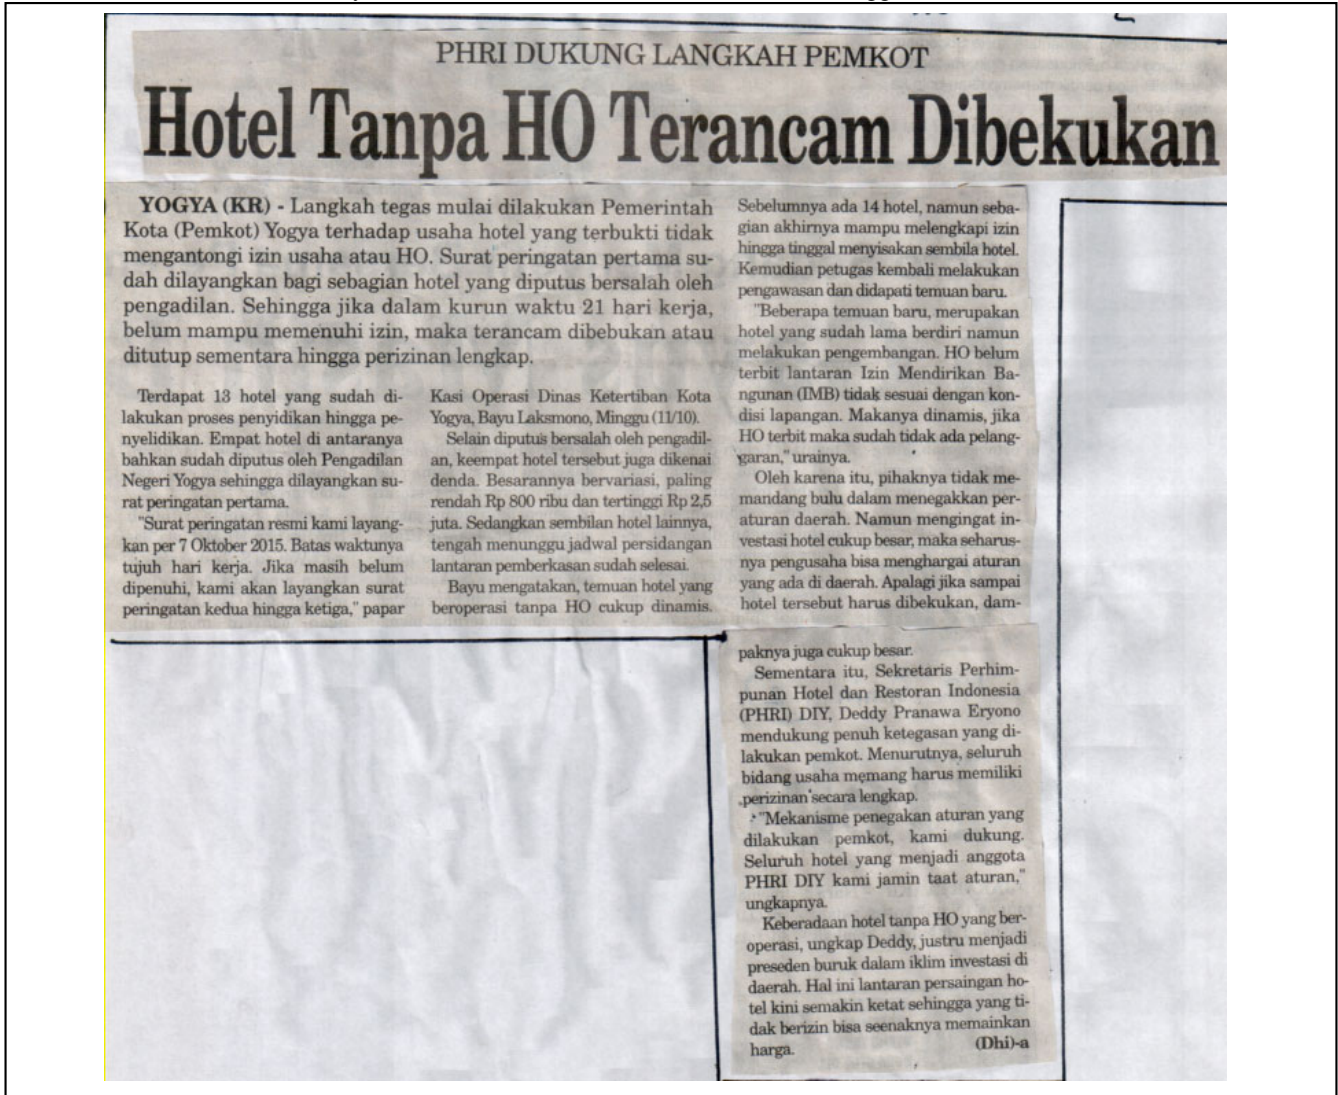 PHRI DUKUNG LANGKAH PEMKOT
Hotel Tanpa HO Terancam Dibekukan
YOGYA (KR) - Langkah tegas mulai dilakukan Pemerintah
Kota (Pemkot) Yogya terhadap usaha hotel yang terbukti tidak
mengantongi izin usaha atau HO. Surat peringatan pertama su-
dah dilayangkan bagi sebagian hotel yang diputus bersalah oleh
pengadilan. Sehingga jika dalam kurun waktu 21 hari kerja,
belum mampu memenuhi izin, maka terancam dibebukan atau
ditutup sementara hingga perizinan lengkap.
Terdapat 13 hotel yang sudah di-
lakukan proses penyidikan hingga pe-
nyelidikan. Empat hotel di antaranya
bahkan sudah diputus oleh Pengadilan
Negeri Yogya sehingga dilayangkan su-
rat peringatan pertama.
"Surat peringatan resmi kami layang-
kan per 7 Oktober 2015. Batas waktunya
tujuh hari kerja. Jika masih belum
dipenuhi, kami akan layangkan surat
peringatan kedua hingga ketiga," papar
Kasi Operasi Dinas Ketertiban Kota
Yogya, Bayu Laksmono, Minggu (11/10).
Selain diputus bersalah oleh pengadil-
an, keempat hotel tersebut juga dikenai
denda. Besarannya bervariasi, paling
rendah Rp 800 ribu dan tertinggi Rp 2,5
juta. Sedangkan sembilan hotel lainnya,
tengah menunggu jadwal persidangan
lantaran pemberkasan sudah selesai.
Bayu mengatakan, temuan hotel yang
beroperasi tanpa HO cukup dinamis.
Sebelumnya ada 14 hotel, namun seba-
gian akhirnya mampu melengkapi izin
hingga tinggal menyisakan sembila hotel.
Kemudian petugas kembali melakukan
pengawasan dan didapati temuan baru.
"Beberapa temuan baru, merupakan
hotel yang sudah lama berdiri namun
melakukan pengembangan. HO belum
terbit lantaran Izin Mendirikan Ba-
ngunan (IMB) tidak sesuai dengan kon-
disi lapangan. Makanya dinamis, jika
HO terbit maka sudah tidak ada pelang-
garan," urainya.
Oleh karena itu, pihaknya tidak me-
mandang bulu dalam menegakkan per-
aturan daerah. Namun mengingat in-
vestasi hotel cukup besar, maka seharus-
nya pengusaha bisa menghargai aturan
yang ada di daerah. Apalagi jika sampai
hotel tersebut harus dibekukan, dam-
paknya juga cukup besar.
Sementara itu, Sekretaris Perhim-
punan Hotel dan Restoran Indonesia
(PHRI) DIY, Deddy Pranawa Eryono
mendukung penuh ketegasan yang di-
lakukan pemkot. Menurutnya, seluruh
bidang usaha memang harus memiliki
perizinan secara lengkap.
"Mekanisme penegakan aturan yang
dilakukan pemkot, kami dukung.
Seluruh hotel yang menjadi anggota
PHRI DIY kami jamin taat aturan,"
ungkapnya.
Keberadaan hotel tanpa HO yang ber-
operasi, ungkap Deddy, justru menjadi
preseden buruk dalam iklim investasi di
daerah. Hal ini lantaran persaingan ho-
tel kini semakin ketat sehingga yang ti-
dak berizin bisa seenaknya memainkan
harga. (Dhi)-a